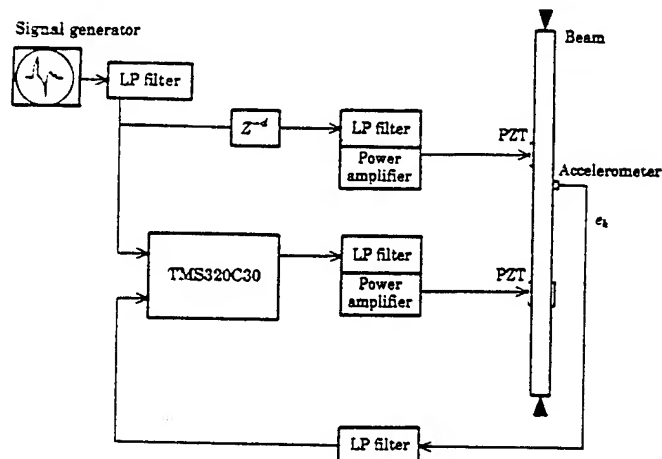 Signal generator
LP filter
Beam
Z^{-d}
LP filter
Power
amplifier
PZT
Accelerometer
e_k
TMS320C30
LP filter
Power
amplifier
PZT
LP filter